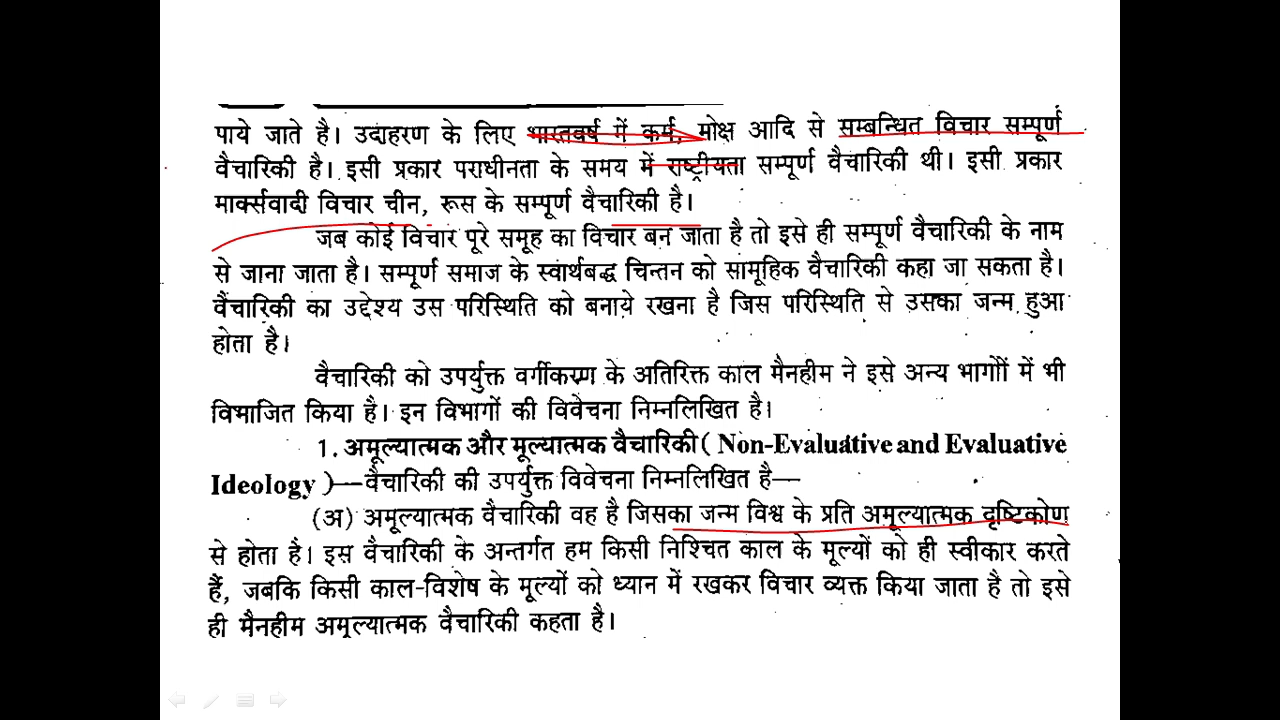 पाये जाते है। उदाहरण के लिए भारतवर्ष में कर्म, मोक्ष आदि से सम्बन्धित विचार सम्पूर्ण
वैचारिकी है। इसी प्रकार पराधीनता के समय में राष्ट्रीयता सम्पूर्ण वैचारिकी थी। इसी प्रकार
मार्क्सवादी विचार चीन, रूस के सम्पूर्ण वैचारिकी है।
जब कोई विचार पूरे समूह का विचार बन जाता है तो इसे ही सम्पूर्ण वैचारिकी के नाम
से जाना जाता है। सम्पूर्ण समाज के स्वार्थबद्ध चिन्तन को सामूहिक वैचारिकी कहा जा सकता है।
वैचारिकी का उद्देश्य उस परिस्थिति को बनाये रखना है जिस परिस्थिति से उसका जन्म हुआ
होता है।
वैचारिकी को उपर्युक्त वर्गीकरण के अतिरिक्त काल मैनहीम ने इसे अन्य भागोों में भी
विभाजित किया है। इन विभागों की विवेचना निम्नलिखित है।
1. अमूल्यात्मक और मूल्यात्मक वैचारिकी ( Non-Evaluative and Evaluative
Ideology )—वैचारिकी की उपर्युक्त विवेचना निम्नलिखित है—
(अ) अमूल्यात्मक वैचारिकी वह है जिसका जन्म विश्व के प्रति अमूल्यात्मक दृष्टिकोण
से होता है। इस वैचारिकी के अन्तर्गत हम किसी निश्चित काल के मूल्यों को ही स्वीकार करते
हैं, जबकि किसी काल-विशेष के मूल्यों को ध्यान में रखकर विचार व्यक्त किया जाता है तो इसे
ही मैनहीम अमूल्यात्मक वैचारिकी कहता है।